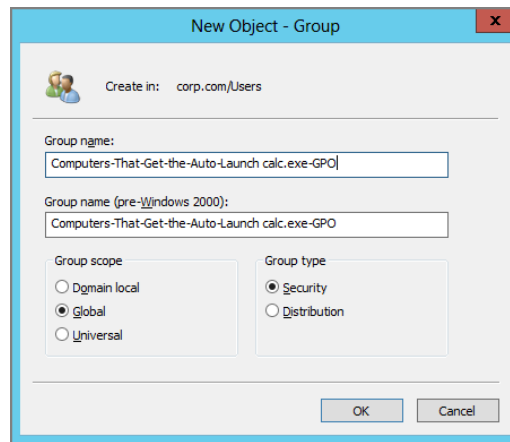 New Object - Group
x
Create in: corp.com/Users
Group name:
Computers-That-Get-the-Auto-Launch calc.exe-GPO
Group name (pre-Windows 2000):
Computers-That-Get-the-Auto-Launch calc.exe-GPO
Group scope
Domain local
Global
Universal
Group type
Security
Distribution
OK Cancel